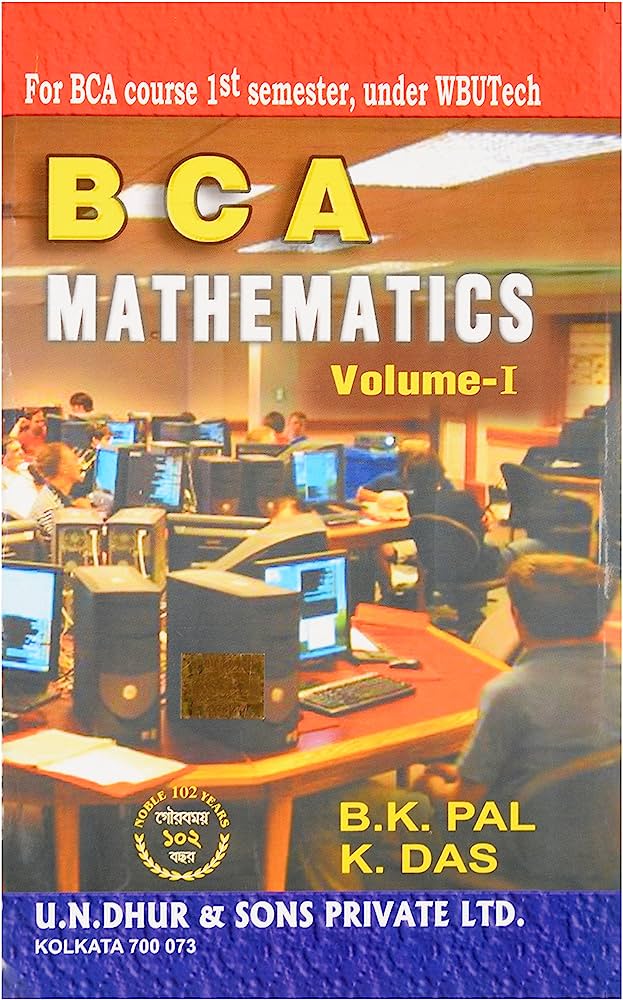 For BCA course 1st semester, under WBUTech
BCA
MATHEMATICS
Volume-I
NOBLE 102 YEARS
গৌরবময়
১০২
বছর
B.K. PAL
K. DAS
U.N.DHUR & SONS PRIVATE LTD.
KOLKATA 700 073